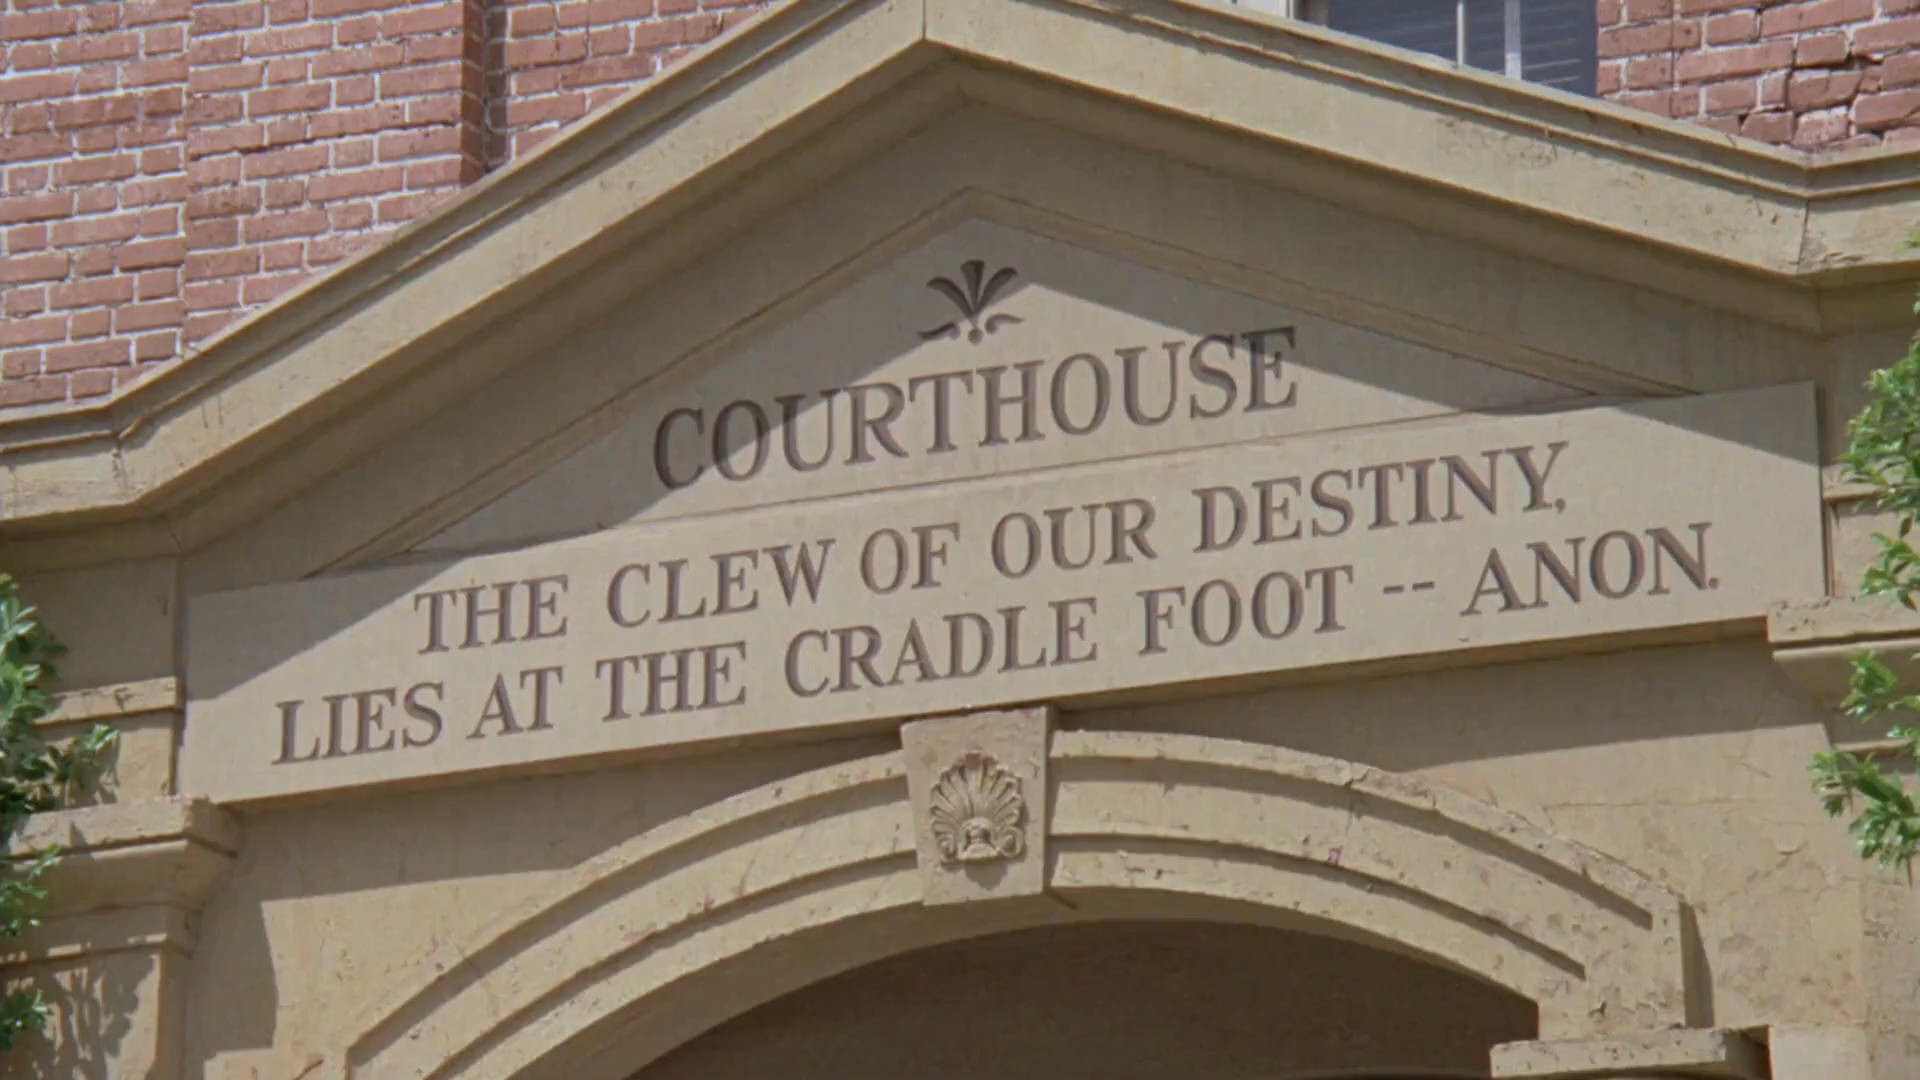 COURTHOUSE
THE CLEW OF OUR DESTINY,
LIES AT THE CRADLE FOOT -- ANON.